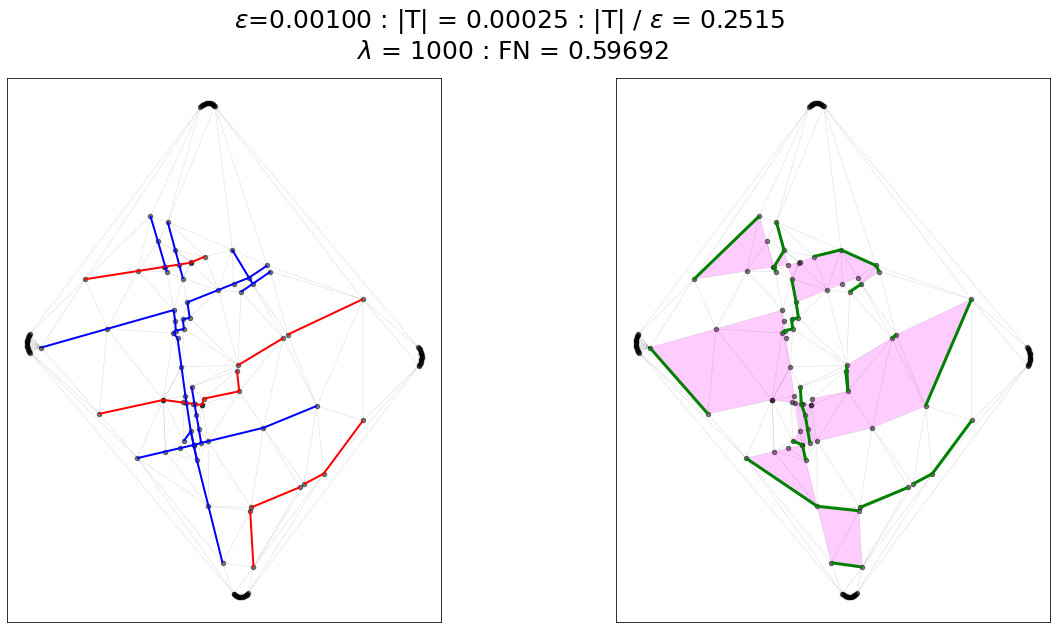 ε=0.00100 : |T| = 0.00025 : |T| / ε = 0.2515
λ = 1000 : FN = 0.59692